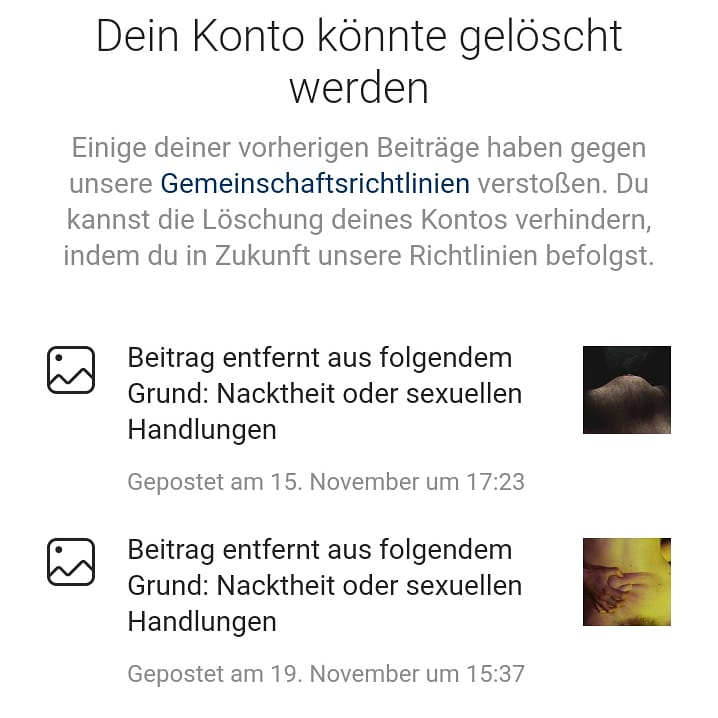 Dein Konto könnte gelöscht
werden
Einige deiner vorherigen Beiträge haben gegen
unsere Gemeinschaftsrichtlinien verstoßen. Du
kannst die Löschung deines Kontos verhindern,
indem du in Zukunft unsere Richtlinien befolgst.
Beitrag entfernt aus folgendem
Grund: Nacktheit oder sexuellen
Handlungen
Gepostet am 15. November um 17:23
Beitrag entfernt aus folgendem
Grund: Nacktheit oder sexuellen
Handlungen
Gepostet am 19. November um 15:37